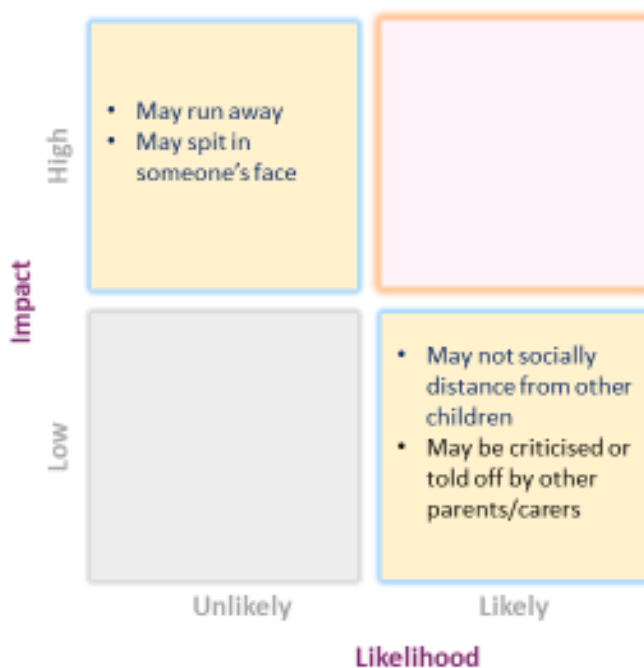 High
• May run away
• May spit in
someone's face
Impact
Low
• May not socially
distance from other
children
• May be criticised or
told off by other
parents/carers
Unlikely
Likely
Likelihood